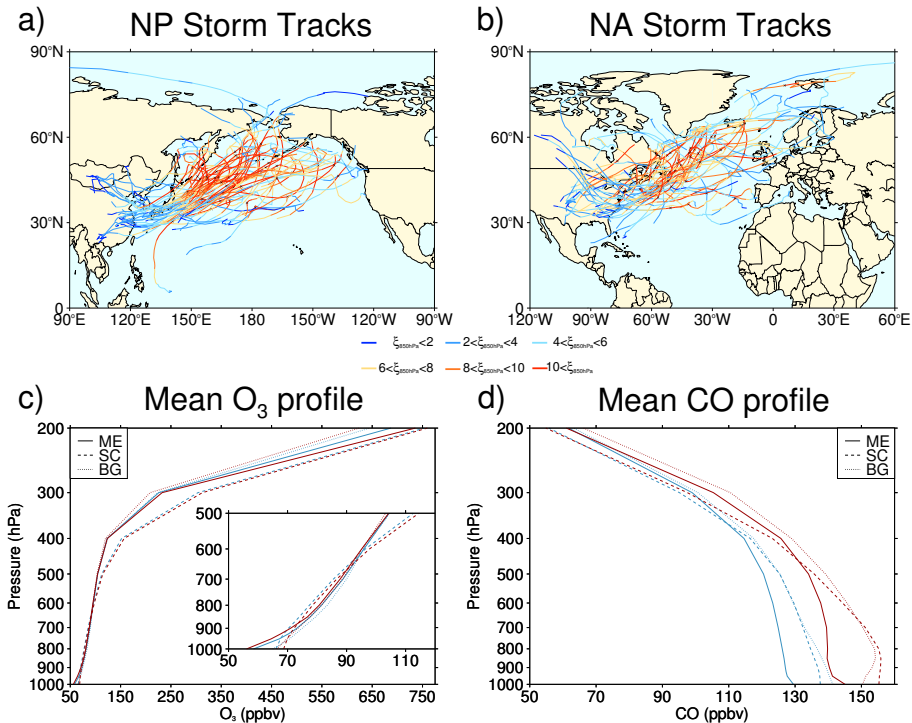 a) NP Storm Tracks
b) NA Storm Tracks
90°N
60°N
30°N
0
90°E 120°E 150°E 180°W 150°W 120°W 90°W
90°N
60°N
30°N
0
120°W 90°W 60°W 30°W 0 30°E 60°E
ξ850hPa<2 2<ξ850hPa<4 4<ξ850hPa<6
6<ξ850hPa<8 8<ξ850hPa<10 10<ξ850hPa
c) Mean O₃ profile
200
300
400
500
600
700
800
900
1000
Pressure (hPa)
ME
SC
BG
500
600
700
800
900
1000
50 70 90 110
50 150 250 350 450 550 650 750
O₃ (ppbv)
d) Mean CO profile
200
300
400
500
600
700
800
900
1000
Pressure (hPa)
ME
SC
BG
50 70 90 110 130 150
CO (ppbv)